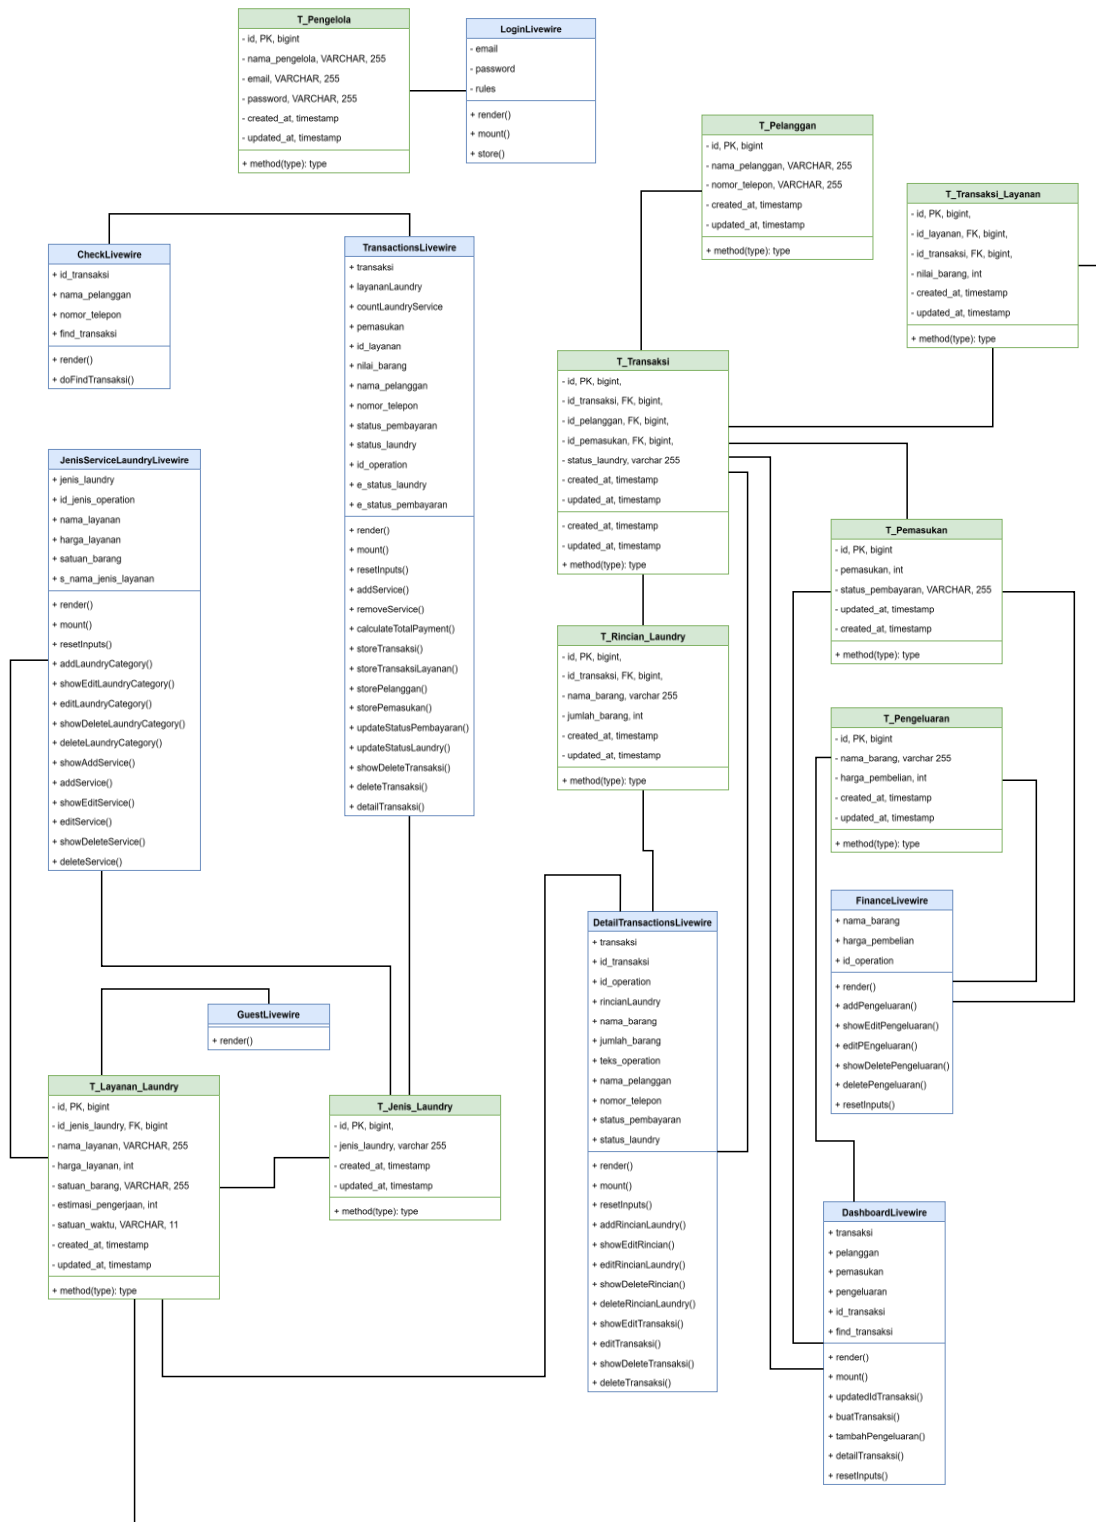 T_Pengelola
- id, PK, bigint
- nama_pengelola, VARCHAR, 255
- email, VARCHAR, 255
- password, VARCHAR, 255
- created_at, timestamp
- updated_at, timestamp
+ method(type): type
LoginLivewire
- email
- password
- rules
+ render()
+ mount()
+ store()
T_Pelanggan
- id, PK, bigint
- nama_pelanggan, VARCHAR, 255
- nomor_telepon, VARCHAR, 255
- created_at, timestamp
- updated_at, timestamp
+ method(type): type
T_Transaksi_Layanan
- id, PK, bigint,
- id_layanan, FK, bigint,
- id_transaksi, FK, bigint,
- nilai_barang, int
- created_at, timestamp
- updated_at, timestamp
+ method(type): type
CheckLivewire
+ id_transaksi
+ nama_pelanggan
+ nomor_telepon
+ find_transaksi
+ render()
+ doFindTransaksi()
TransactionsLivewire
+ transaksi
+ layananLaundry
+ countLaundryService
+ pemasukan
+ id_layanan
+ nilai_barang
+ nama_pelanggan
+ nomor_telepon
+ status_pembayaran
+ status_laundry
+ id_operation
+ e_status_laundry
+ e_status_pembayaran
+ render()
+ mount()
+ resetInputs()
+ addService()
+ removeService()
+ calculateTotalPayment()
+ storeTransaksi()
+ storeTransaksiLayanan()
+ storePelanggan()
+ storePemasukan()
+ updateStatusPembayaran()
+ updateStatusLaundry()
+ showDeleteTransaksi()
+ deleteTransaksi()
+ detailTransaksi()
T_Transaksi
- id, PK, bigint,
- id_transaksi, FK, bigint,
- id_pelanggan, FK, bigint,
- id_pemasukan, FK, bigint,
- status_laundry, varchar 255
- created_at, timestamp
- updated_at, timestamp
- created_at, timestamp
- updated_at, timestamp
+ method(type): type
JenisServiceLaundryLivewire
+ jenis_laundry
+ id_jenis_operation
+ nama_layanan
+ harga_layanan
+ satuan_barang
+ s_nama_jenis_layanan
+ render()
+ mount()
+ resetInputs()
+ addLaundryCategory()
+ showEditLaundryCategory()
+ editLaundryCategory()
+ showDeleteLaundryCategory()
+ deleteLaundryCategory()
+ showAddService()
+ addService()
+ showEditService()
+ editService()
+ showDeleteService()
+ deleteService()
T_Pemasukan
- id, PK, bigint
- pemasukan, int
- status_pembayaran, VARCHAR, 255
- updated_at, timestamp
- created_at, timestamp
+ method(type): type
T_Rincian_Laundry
- id, PK, bigint,
- id_transaksi, FK, bigint,
- nama_barang, varchar 255
- jumlah_barang, int
- created_at, timestamp
- updated_at, timestamp
+ method(type): type
T_Pengeluaran
- id, PK, bigint
- nama_barang, varchar 255
- harga_pembelian, int
- created_at, timestamp
- updated_at, timestamp
+ method(type): type
FinanceLivewire
+ nama_barang
+ harga_pembelian
+ id_operation
+ render()
+ addPengeluaran()
+ showEditPengeluaran()
+ editPEngeluaran()
+ showDeletePengeluaran()
+ deletePengeluaran()
+ resetInputs()
DetailTransactionsLivewire
+ transaksi
+ id_transaksi
+ id_operation
+ rincianLaundry
+ nama_barang
+ jumlah_barang
+ teks_operation
+ nama_pelanggan
+ nomor_telepon
+ status_pembayaran
+ status_laundry
+ render()
+ mount()
+ resetInputs()
+ addRincianLaundry()
+ showEditRincian()
+ editRincianLaundry()
+ showDeleteRincian()
+ deleteRincianLaundry()
+ showEditTransaksi()
+ editTransaksi()
+ showDeleteTransaksi()
+ deleteTransaksi()
GuestLivewire
+ render()
T_Layanan_Laundry
- id, PK, bigint
- id_jenis_laundry, FK, bigint
- nama_layanan, VARCHAR, 255
- harga_layanan, int
- satuan_barang, VARCHAR, 255
- estimasi_pengerjaan, int
- satuan_waktu, VARCHAR, 11
- created_at, timestamp
- updated_at, timestamp
+ method(type): type
T_Jenis_Laundry
- id, PK, bigint,
- jenis_laundry, varchar 255
- created_at, timestamp
- updated_at, timestamp
+ method(type): type
DashboardLivewire
+ transaksi
+ pelanggan
+ pemasukan
+ pengeluaran
+ id_transaksi
+ find_transaksi
+ render()
+ mount()
+ updatedIdTransaksi()
+ buatTransaksi()
+ tambahPengeluaran()
+ detailTransaksi()
+ resetInputs()